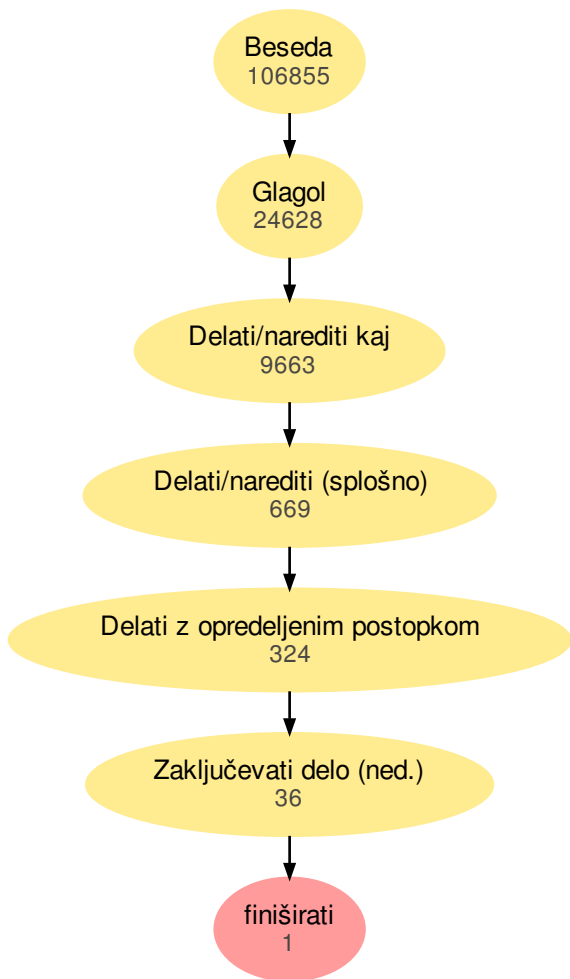 Beseda
106855
Glagol
24628
Delati/narediti kaj
9663
Delati/narediti (splošno)
669
Delati z opredeljenim postopkom
324
Zaključevati delo (ned.)
36
finiširati
1